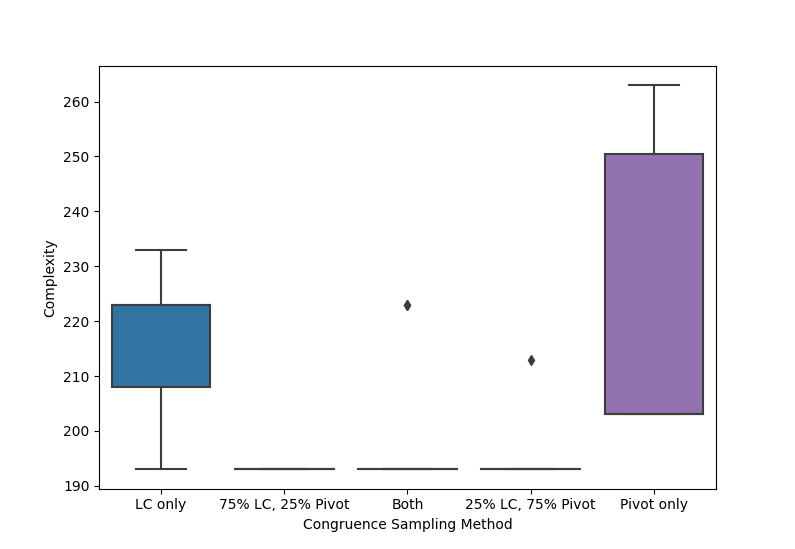 260
250
240
230
220
210
200
190
Complexity
LC only
75% LC, 25% Pivot
Both
25% LC, 75% Pivot
Pivot only
Congruence Sampling Method